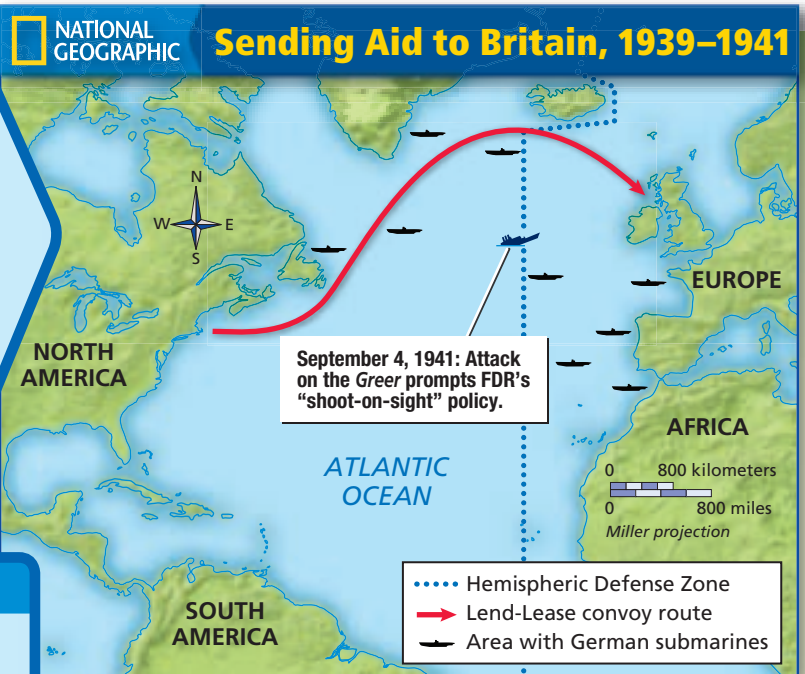 NATIONAL
GEOGRAPHIC
Sending Aid to Britain, 1939–1941
N
W
E
S
NORTH
AMERICA
EUROPE
September 4, 1941: Attack
on the Greer prompts FDR's
"shoot-on-sight" policy.
AFRICA
ATLANTIC
OCEAN
0 800 kilometers
0 800 miles
Miller projection
SOUTH
AMERICA
Hemispheric Defense Zone
Lend-Lease convoy route
Area with German submarines